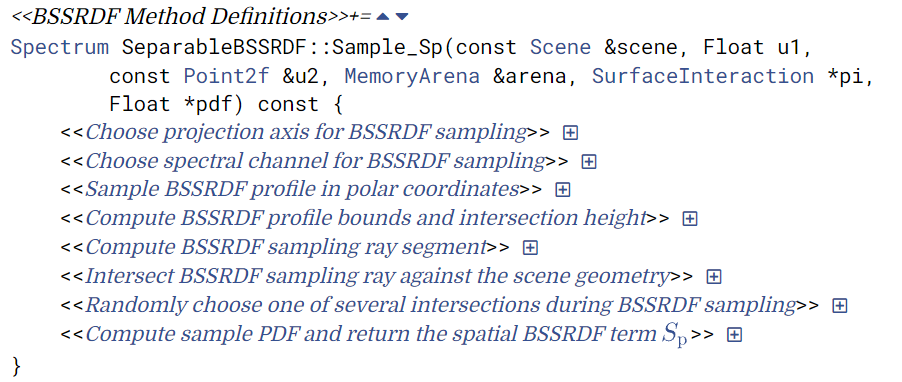 <<BSSRDF Method Definitions>>+= ▲ ▼
Spectrum SeparableBSSRDF::Sample_Sp(const Scene &scene, Float u1,
const Point2f &u2, MemoryArena &arena, SurfaceInteraction *pi,
Float *pdf) const {
<<Choose projection axis for BSSRDF sampling>> ⊞
<<Choose spectral channel for BSSRDF sampling>> ⊞
<<Sample BSSRDF profile in polar coordinates>> ⊞
<<Compute BSSRDF profile bounds and intersection height>> ⊞
<<Compute BSSRDF sampling ray segment>> ⊞
<<Intersect BSSRDF sampling ray against the scene geometry>> ⊞
<<Randomly choose one of several intersections during BSSRDF sampling>> ⊞
<<Compute sample PDF and return the spatial BSSRDF term Sp>> ⊞
}